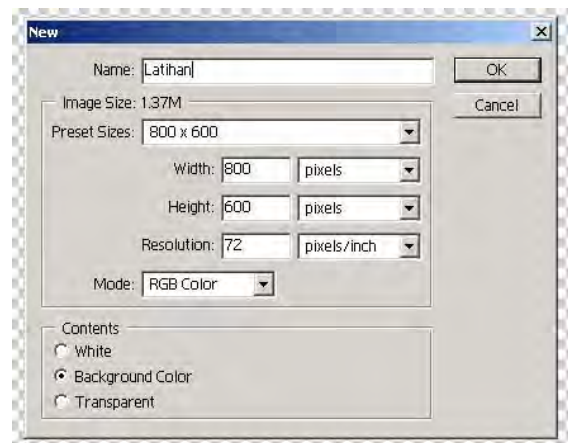 New
Name: Latihan
OK
Image Size: 1.37M
Cancel
Preset Sizes: 800 x 600
Width: 800 pixels
Height: 600 pixels
Resolution: 72 pixels/inch
Mode: RGB Color
Contents
White
Background Color
Transparent